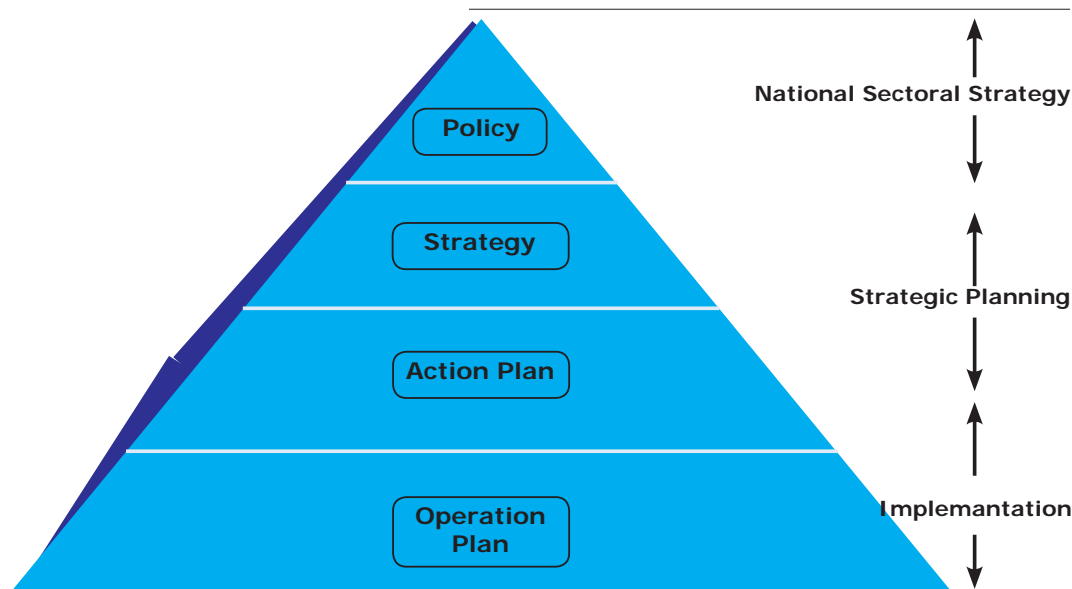 National Sectoral Strategy
Policy
Strategy
Strategic Planning
Action Plan
Implemantation
Operation
Plan